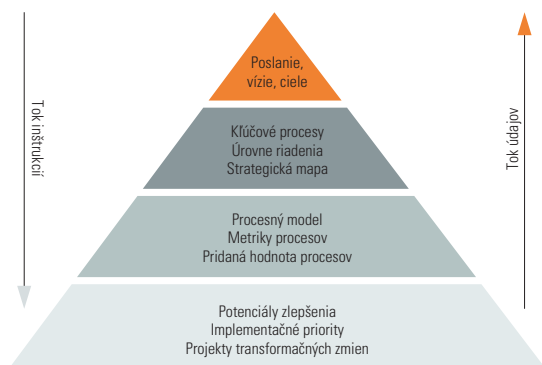 Poslanie,
vízie, ciele
Kľúčové procesy
Úrovne riadenia
Strategická mapa
Procesný model
Metriky procesov
Pridaná hodnota procesov
Potenciály zlepšenia
Implementačné priority
Projekty transformačných zmien
Tok inštrukcií
Tok údajov